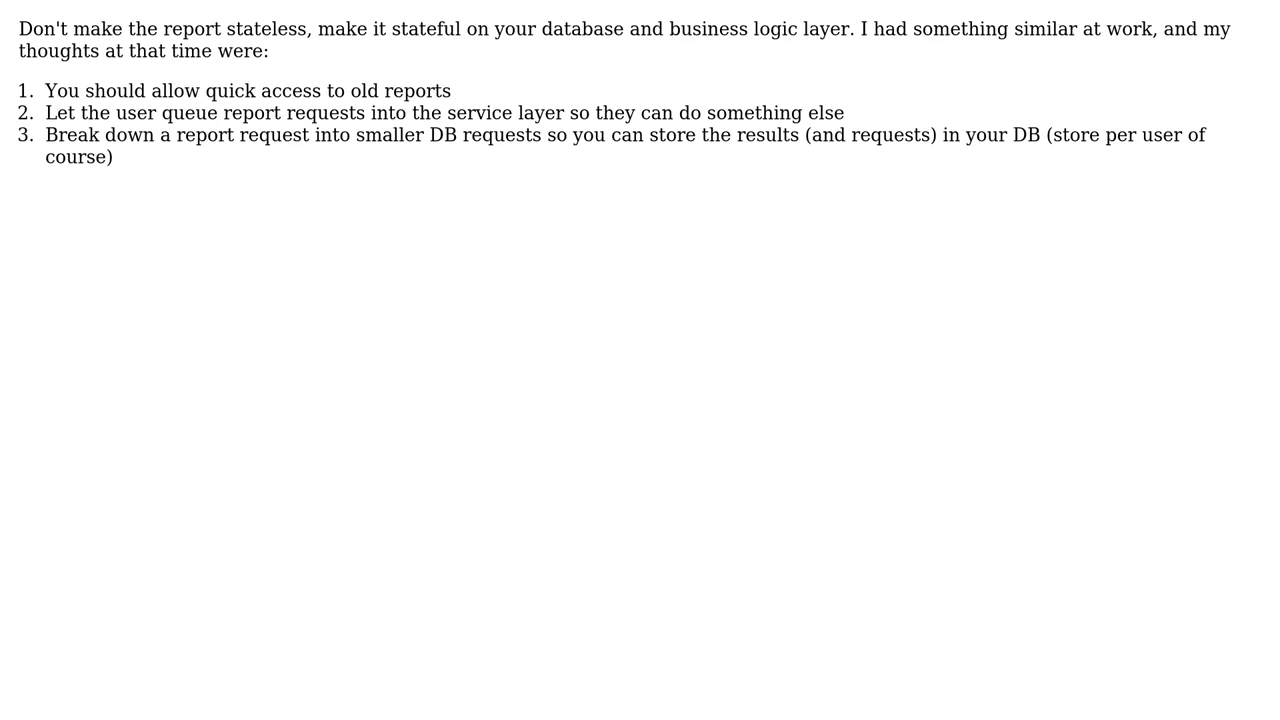 Don't make the report stateless, make it stateful on your database and business logic layer. I had something similar at work, and my
thoughts at that time were:
1. You should allow quick access to old reports
2. Let the user queue report requests into the service layer so they can do something else
3. Break down a report request into smaller DB requests so you can store the results (and requests) in your DB (store per user of
course)